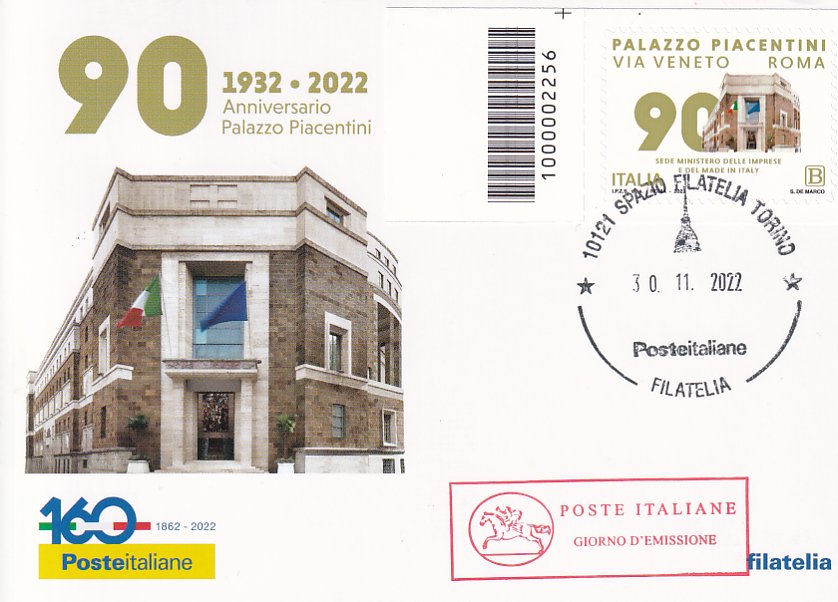 90
1932 • 2022
Anniversario
Palazzo Piacentini
10000002256
PALAZZO PIACENTINI
VIA VENETO ROMA
90
SEDE MINISTERO DELLE IMPRESE
E DEL MADE IN ITALY
ITALIA B
S. DE MARCO
10121 SPAZIO FILATELIA TORINO
30. 11. 2022
Posteitaliane
FILATELIA
160
1862 - 2022
Posteitaliane
POSTE ITALIANE
GIORNO D'EMISSIONE
filatelia